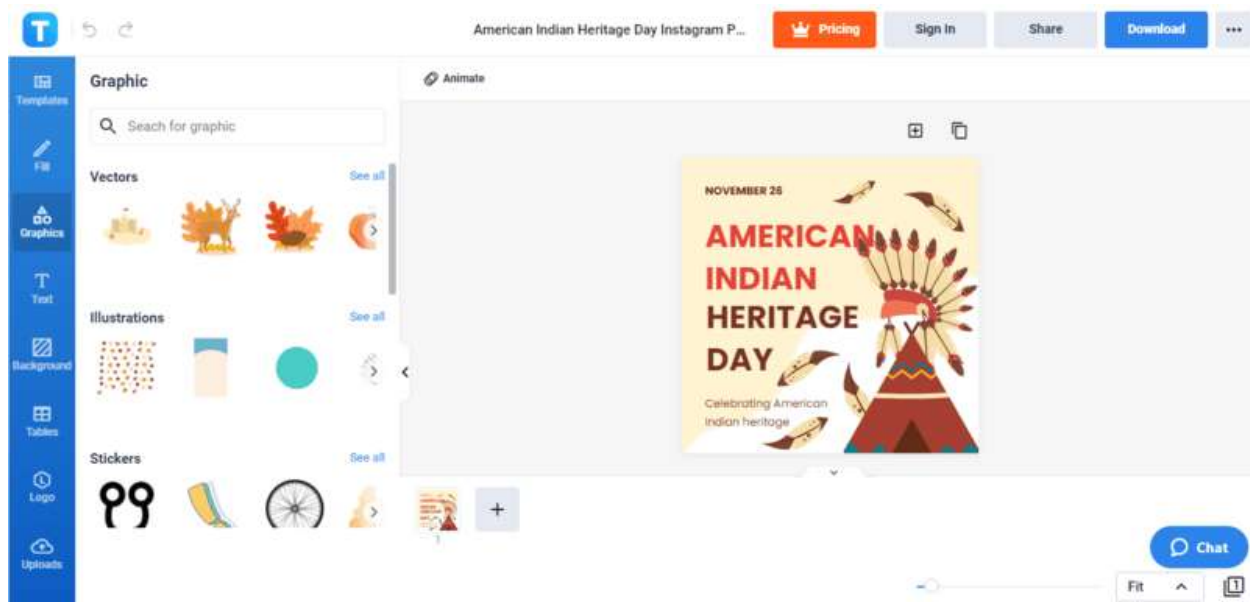 T
American Indian Heritage Day Instagram P...
Pricing
Sign In
Share
Download
Templates
Fill
Graphics
Text
Background
Tables
Logo
Uploads
Graphic
Seach for graphic
Vectors
See all
Illustrations
See all
Stickers
See all
Animate
NOVEMBER 26
AMERICAN
INDIAN
HERITAGE
DAY
Celebrating American
Indian heritage
1
Chat
Fit
1